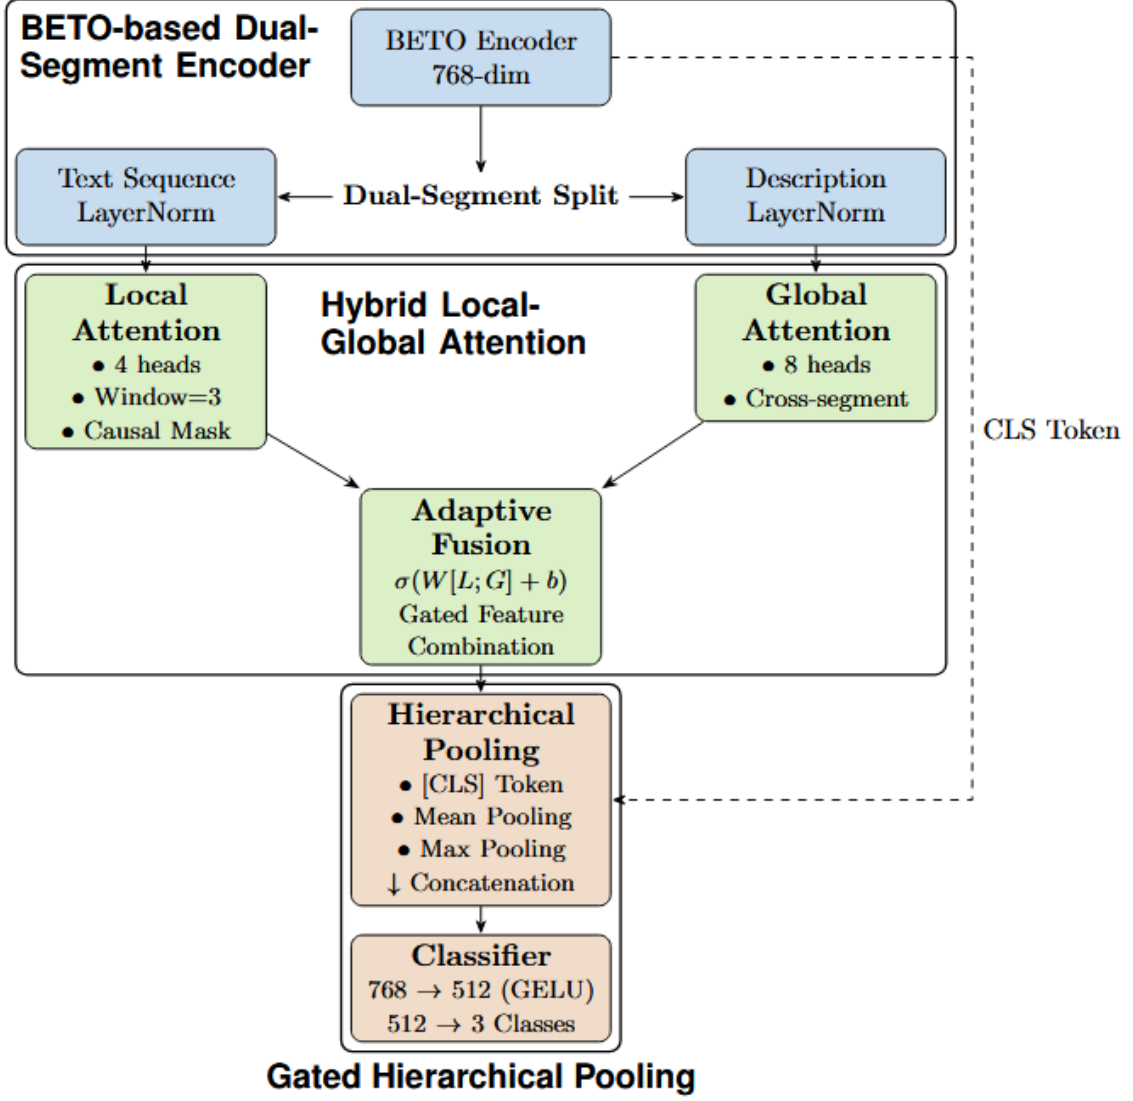 BETO-based Dual-
Segment Encoder
BETO Encoder
768-dim
Text Sequence
LayerNorm
Dual-Segment Split
Description
LayerNorm
Local
Attention
• 4 heads
• Window=3
• Causal Mask
Hybrid Local-
Global Attention
Global
Attention
• 8 heads
• Cross-segment
CLS Token
Adaptive
Fusion
σ(W[L; G] + b)
Gated Feature
Combination
Hierarchical
Pooling
• [CLS] Token
• Mean Pooling
• Max Pooling
↓ Concatenation
Classifier
768 → 512 (GELU)
512 → 3 Classes
Gated Hierarchical Pooling